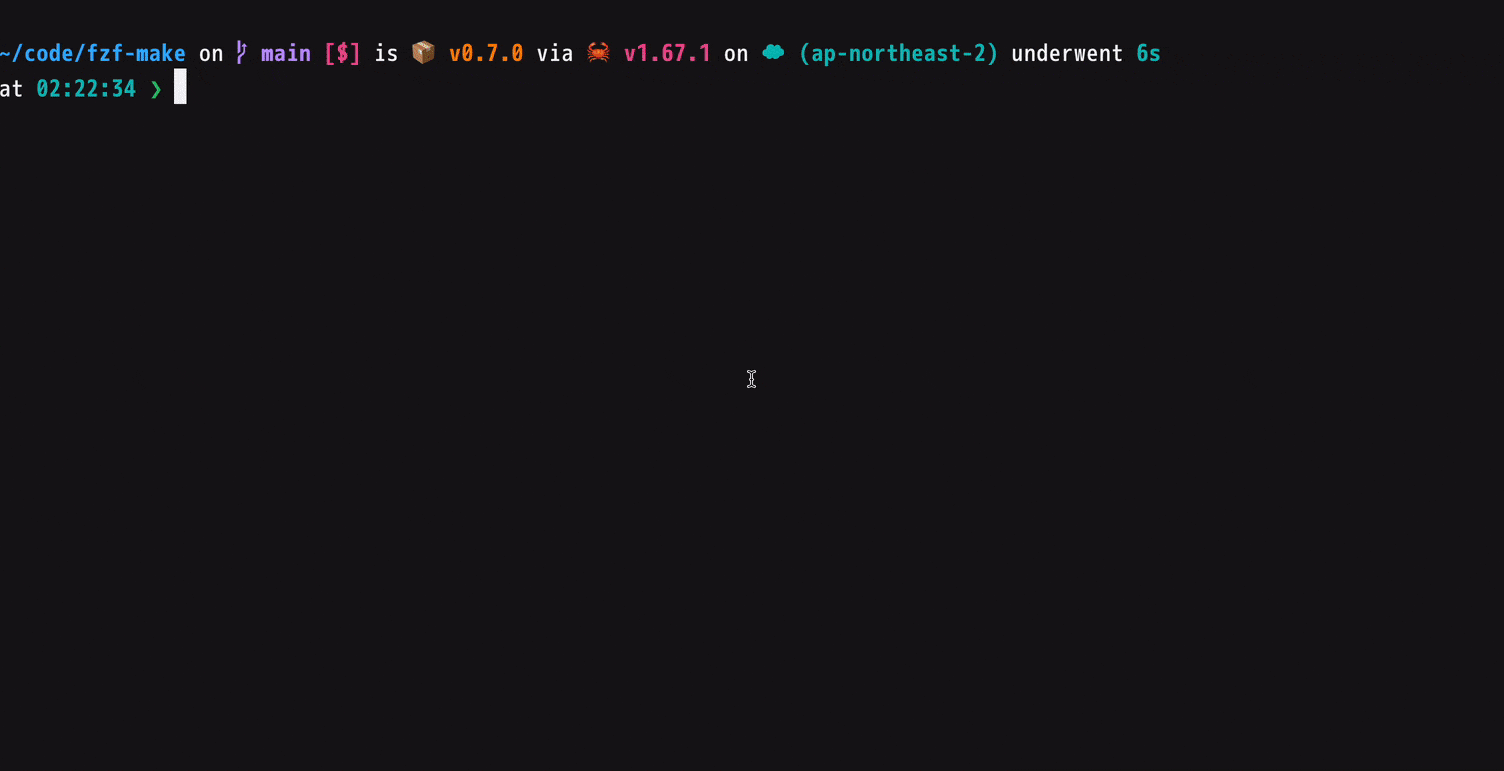 ~/code/fzf-make on main [$] is 📦 v0.7.0 via 🦀 v1.67.1 on ☁️ (ap-northeast-2) underwent 6s
at 02:22:34 ❯